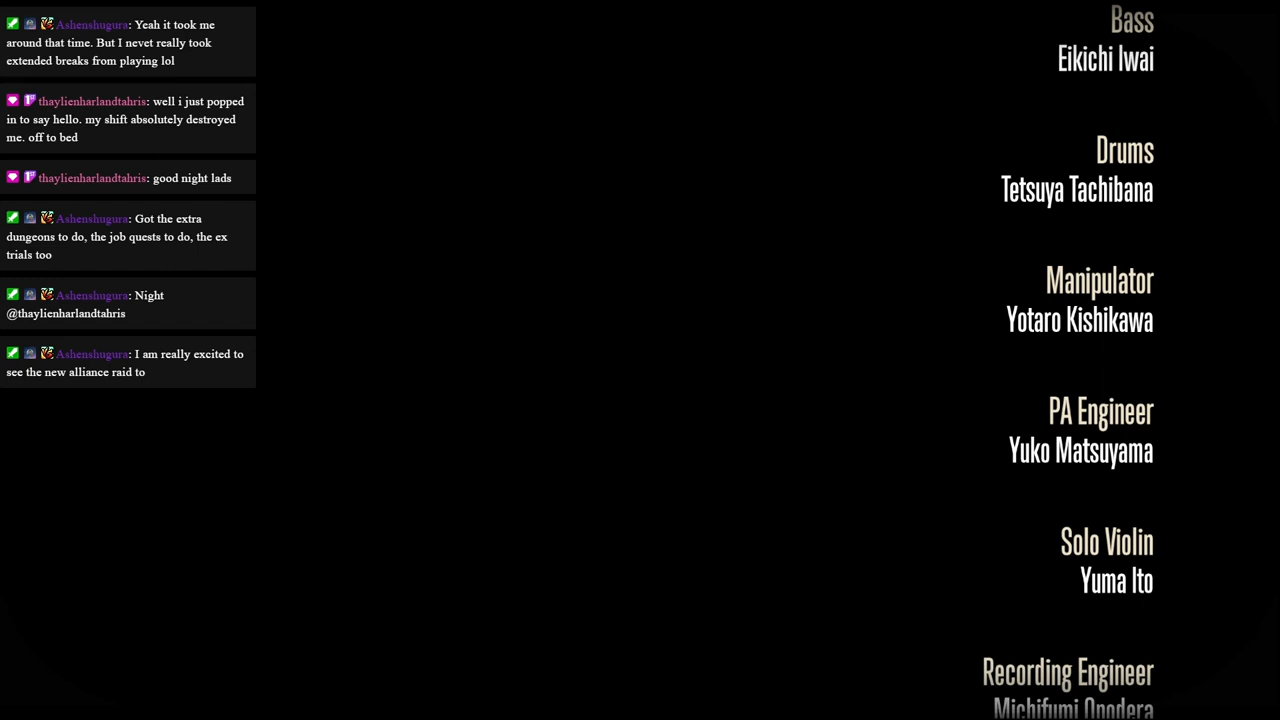 Ashenshugura: Yeah it took me
around that time. But I nevet really took
extended breaks from playing lol
thaylienharlandtahris: well i just popped
in to say hello. my shift absolutely destroyed
me. off to bed
thaylienharlandtahris: good night lads
Ashenshugura: Got the extra
dungeons to do, the job quests to do, the ex
trials too
Ashenshugura: Night
@thaylienharlandtahris
Ashenshugura: I am really excited to
see the new alliance raid to
Bass
Eikichi Iwai
Drums
Tetsuya Tachibana
Manipulator
Yotaro Kishikawa
PA Engineer
Yuko Matsuyama
Solo Violin
Yuma Ito
Recording Engineer
Michifumi Onodera